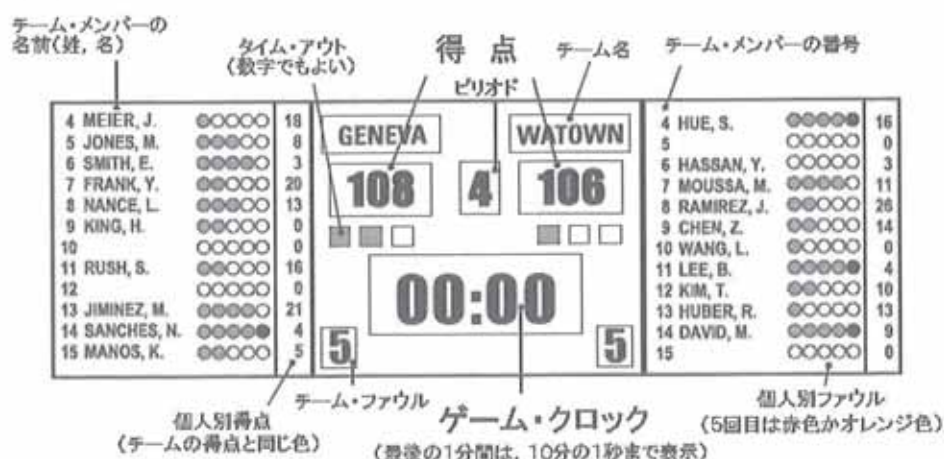 チーム・メンバーの
名前(姓, 名)
タイム・アウト
(数字でもよい)
得 点
ピリオド
チーム名
チーム・メンバーの番号
4 MEIER, J. 18
5 JONES, M. 8
6 SMITH, E. 3
7 FRANK, Y. 20
8 NANCE, L. 13
9 KING, H. 0
10 0
11 RUSH, S. 16
12 0
13 JIMINEZ, M. 21
14 SANCHES, N. 4
15 MANOS, K. 5
GENEVA
WATOWN
108
4
106
00:00
5
5
4 HUE, S. 16
5 0
6 HASSAN, Y. 3
7 MOUSSA, M. 11
8 RAMIREZ, J. 26
9 CHEN, Z. 14
10 WANG, L. 0
11 LEE, B. 4
12 KIM, T. 10
13 HUBER, R. 13
14 DAVID, M. 9
15 0
個人別得点
(チームの得点と同じ色)
チーム・ファウル
ゲーム・クロック
(最後の1分間は, 10分の1秒まで表示)
個人別ファウル
(5回目は赤色かオレンジ色)